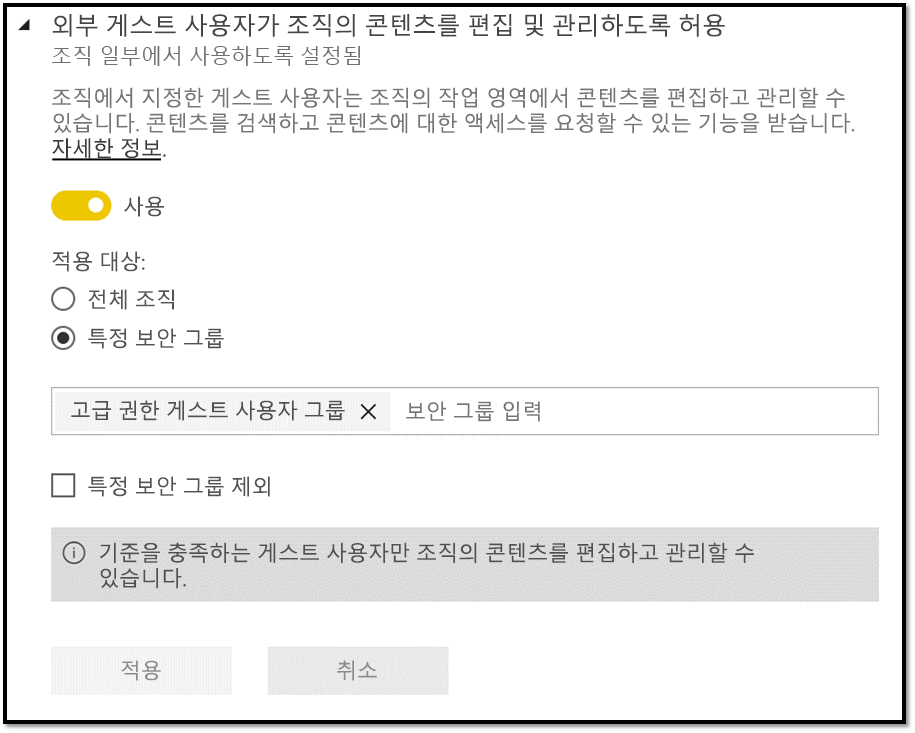 외부 게스트 사용자가 조직의 콘텐츠를 편집 및 관리하도록 허용
조직 일부에서 사용하도록 설정됨
조직에서 지정한 게스트 사용자는 조직의 작업 영역에서 콘텐츠를 편집하고 관리할 수
있습니다. 콘텐츠를 검색하고 콘텐츠에 대한 액세스를 요청할 수 있는 기능을 받습니다.
자세한 정보.
사용
적용 대상:
전체 조직
특정 보안 그룹
고급 권한 게스트 사용자 그룹 보안 그룹 입력
특정 보안 그룹 제외
기준을 충족하는 게스트 사용자만 조직의 콘텐츠를 편집하고 관리할 수
있습니다.
적용 취소